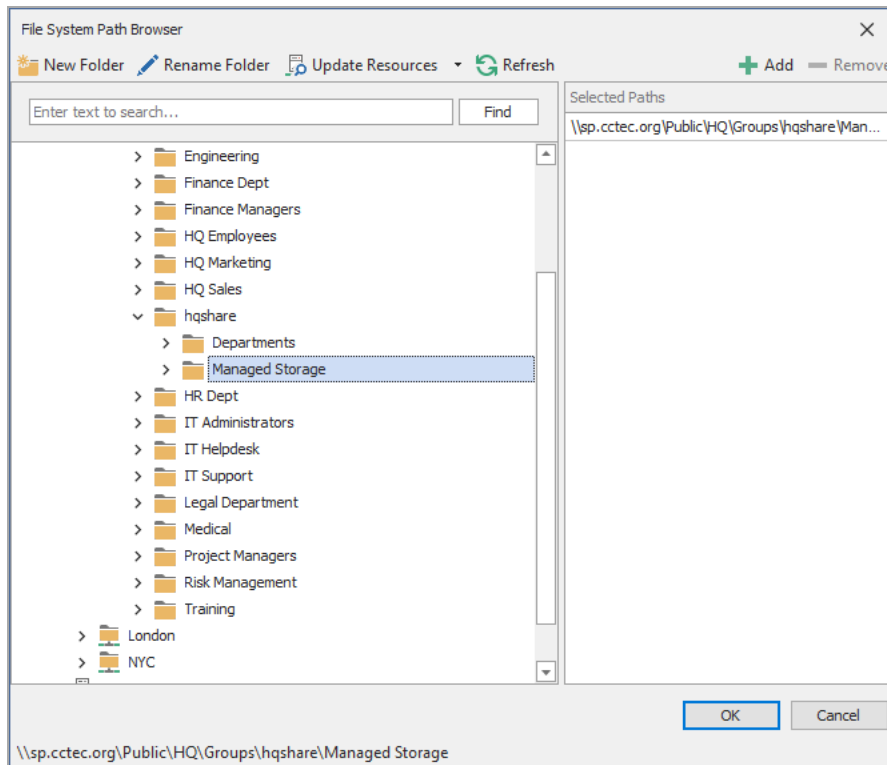 File System Path Browser
New Folder Rename Folder Update Resources Refresh Add Remove
Enter text to search... Find
Selected Paths
\\sp.cctec.org\Public\HQ\Groups\hqshare\Man...
Engineering
Finance Dept
Finance Managers
HQ Employees
HQ Marketing
HQ Sales
hqshare
Departments
Managed Storage
HR Dept
IT Administrators
IT Helpdesk
IT Support
Legal Department
Medical
Project Managers
Risk Management
Training
London
NYC
OK Cancel
\\sp.cctec.org\Public\HQ\Groups\hqshare\Managed Storage